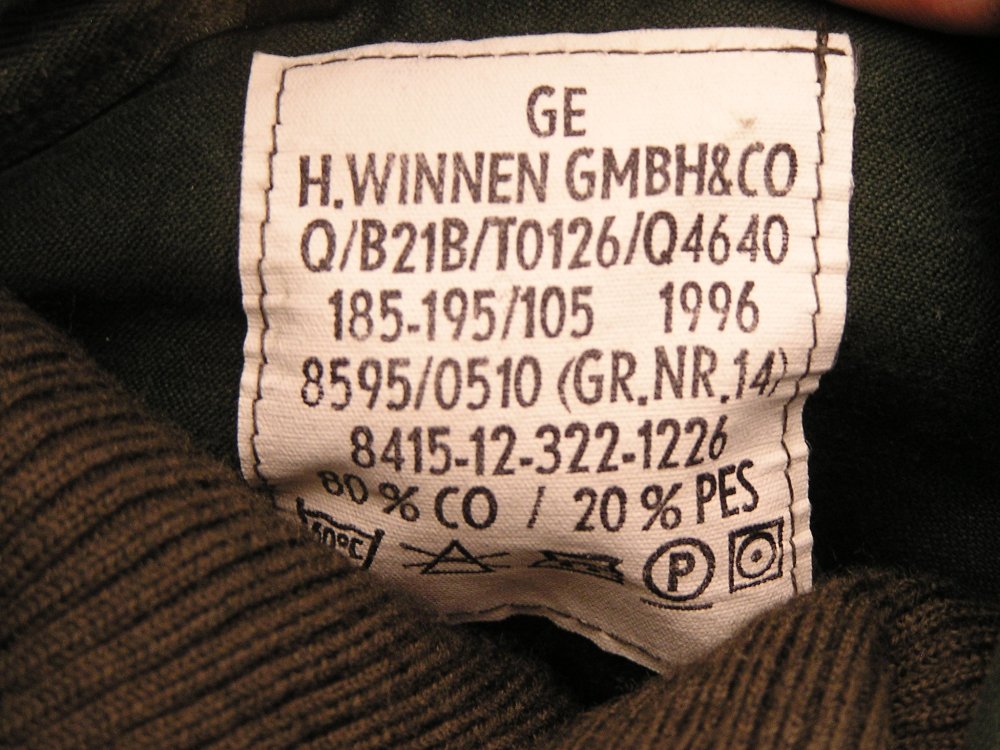 GE
H.WINNEN GMBH&CO
Q/B21B/T0126/Q4640
185-195/105 1996
8595/0510 (GR.NR.14)
8415-12-322-1226
80% CO / 20% PES
60°C P